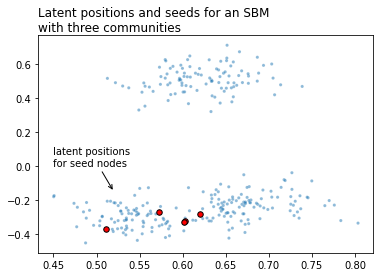 Latent positions and seeds for an SBM
with three communities
0.6
0.4
0.2
0.0
−0.2
−0.4
latent positions
for seed nodes
0.45 0.50 0.55 0.60 0.65 0.70 0.75 0.80